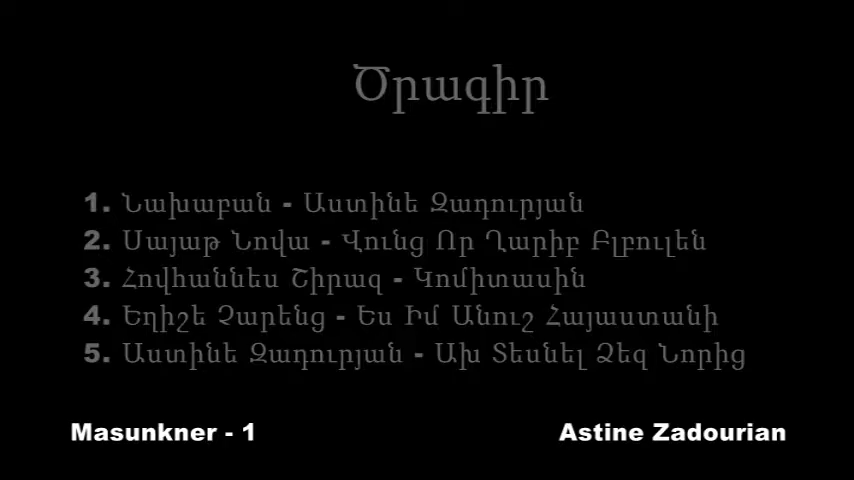 Ծրագիր
1. Նախաբան - Աստինե Զադուրյան
2. Սայաթ Նովա - Վունց Որ Ղարիբ Բլբուլեն
3. Հովհաննես Շիրազ - Կոմիտասին
4. Եղիշե Չարենց - Ես Իմ Անուշ Հայաստանի
5. Աստինե Զադուրյան - Ախ Տեսնել Ձեզ Նորից
Masunkner - 1 Astine Zadourian